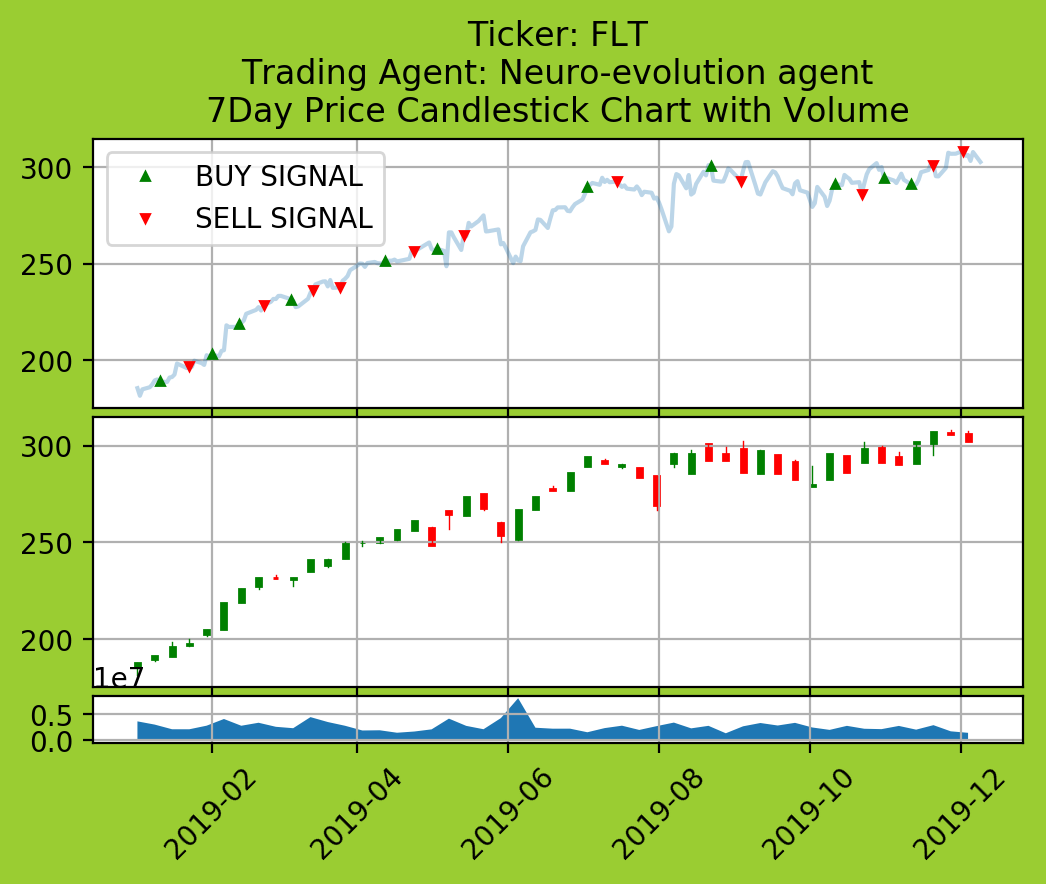 Ticker: FLT
Trading Agent: Neuro-evolution agent
7Day Price Candlestick Chart with Volume
BUY SIGNAL
SELL SIGNAL
300
250
200
300
250
200
1e7
0.5
0.0
2019-02
2019-04
2019-06
2019-08
2019-10
2019-12